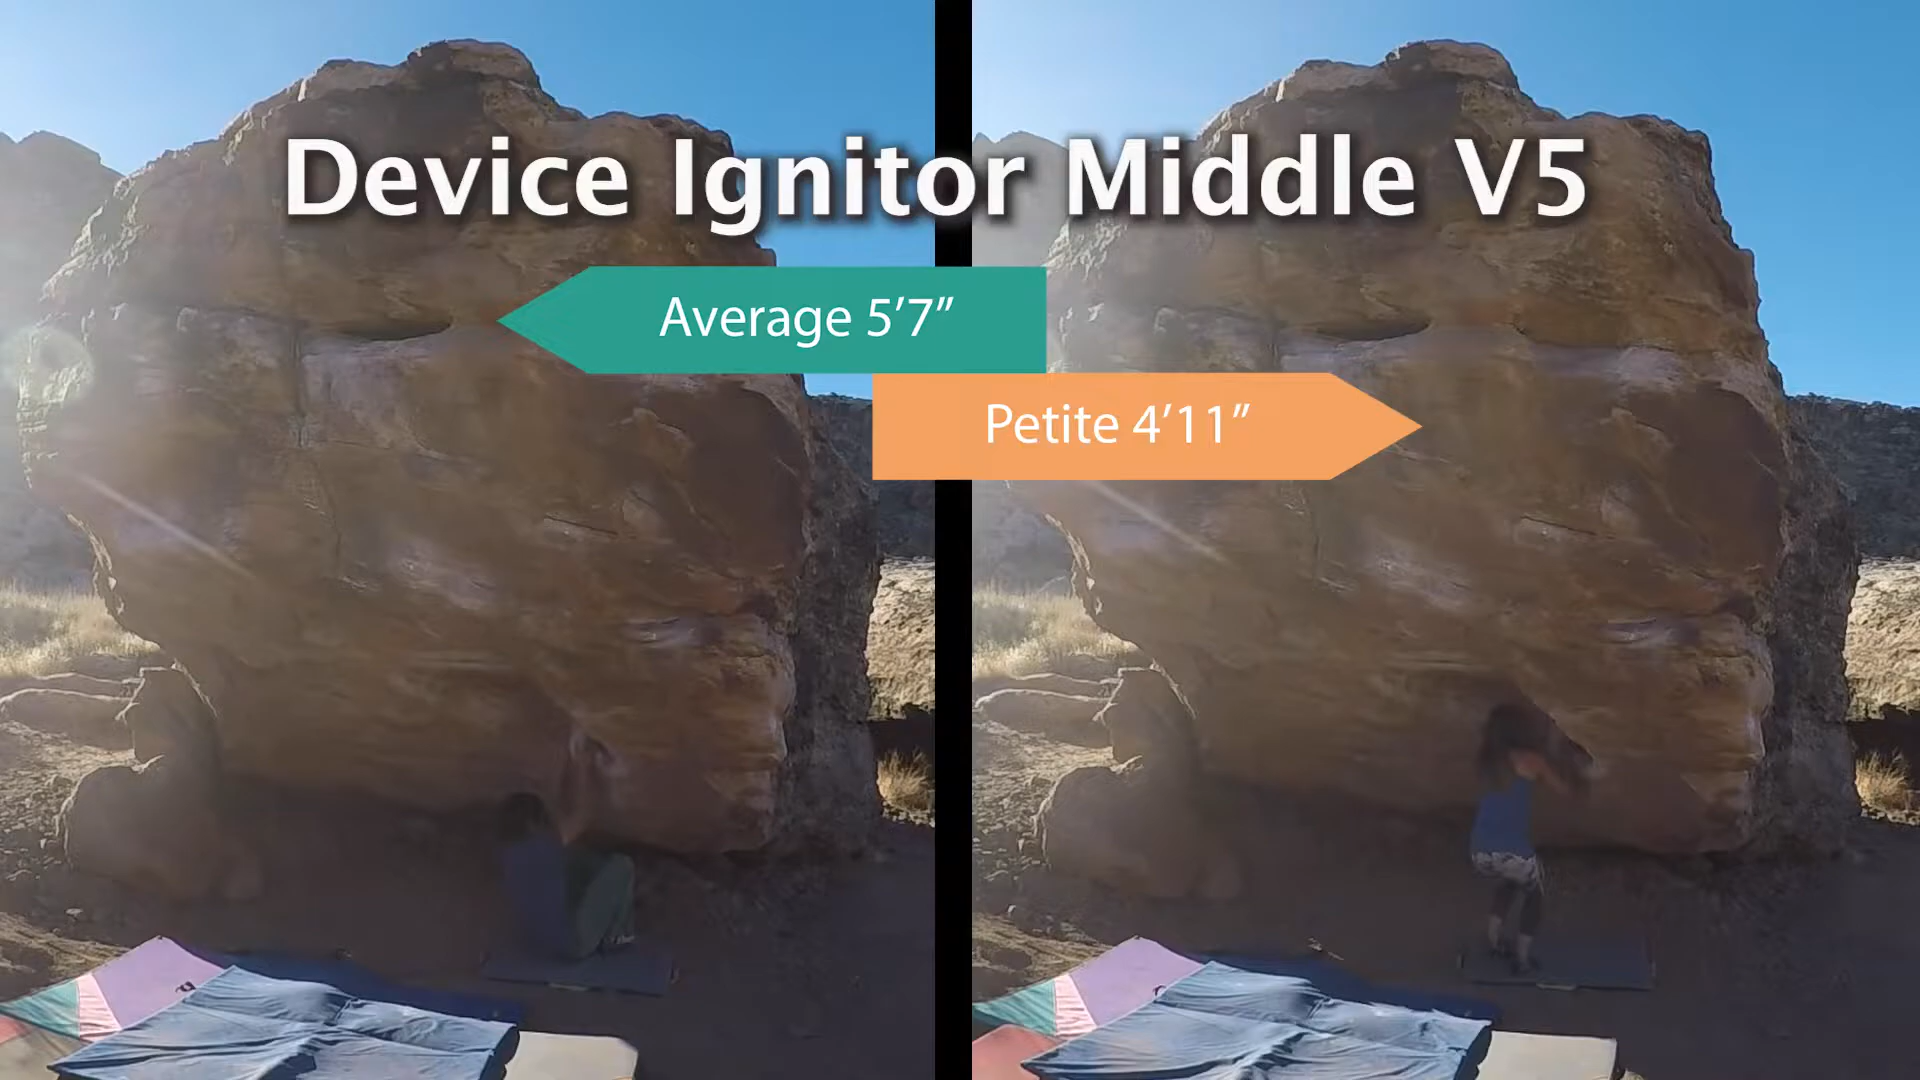 Device Ignitor Middle V5
Average 5’7”
Petite 4’11”